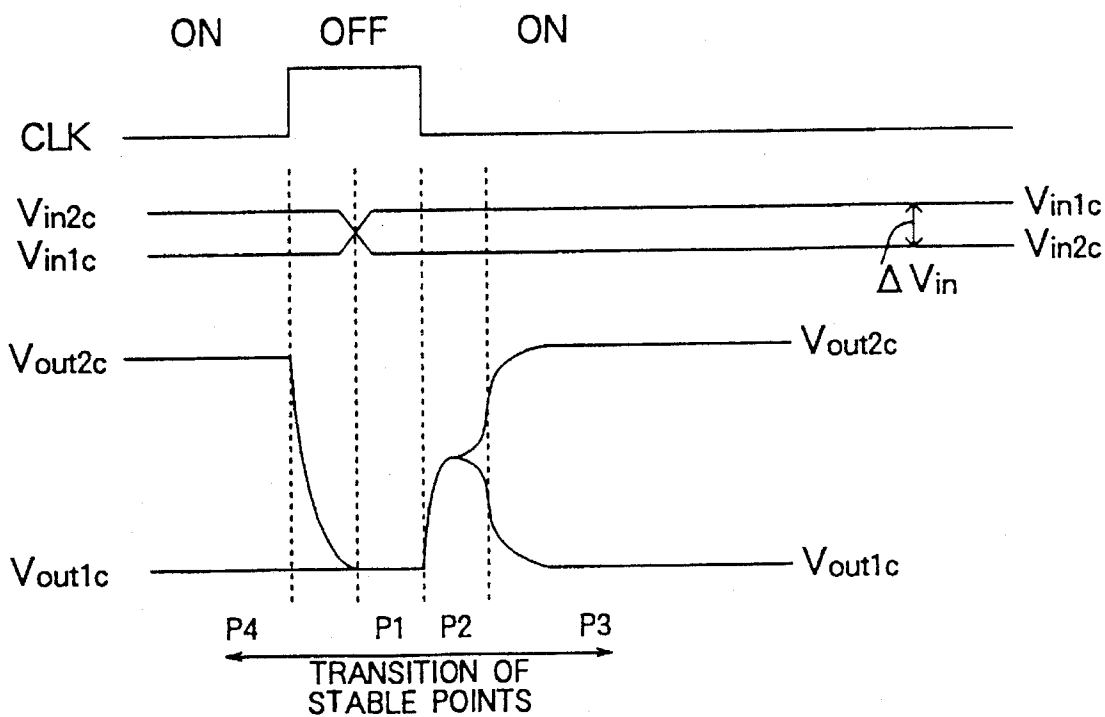 ON OFF ON
CLK
Vin2c Vin1c
Vin1c Vin2c
Δ Vin
Vout2c Vout2c
Vout1c Vout1c
P4 P1 P2 P3
TRANSITION OF
STABLE POINTS